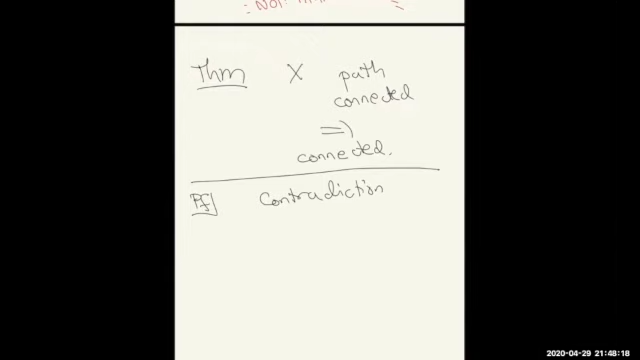 Thm X path
connected
=)
connected.
Pf Contradiction
2020-04-29 21:48:18